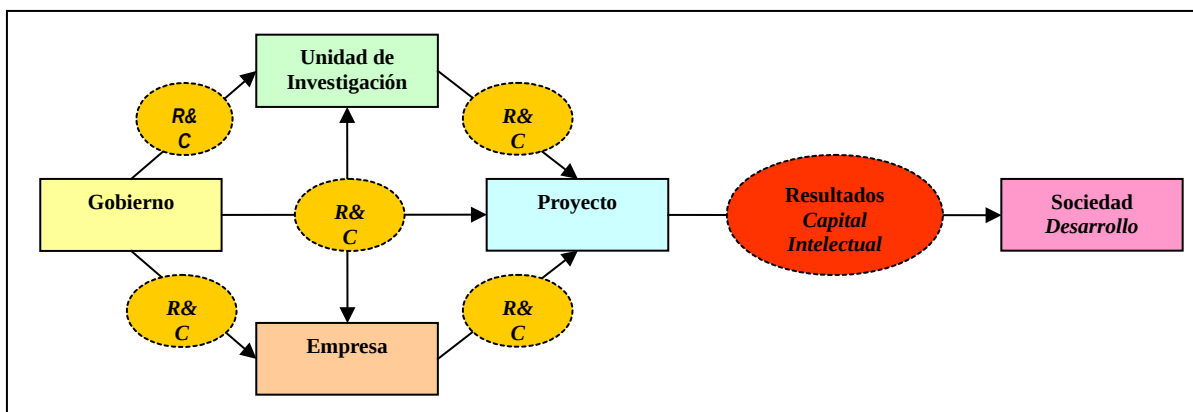 Unidad de
Investigación
R&
C
R&
C
Gobierno
R&
C
Proyecto
Resultados
Capital
Intelectual
Sociedad
Desarrollo
R&
C
R&
C
Empresa